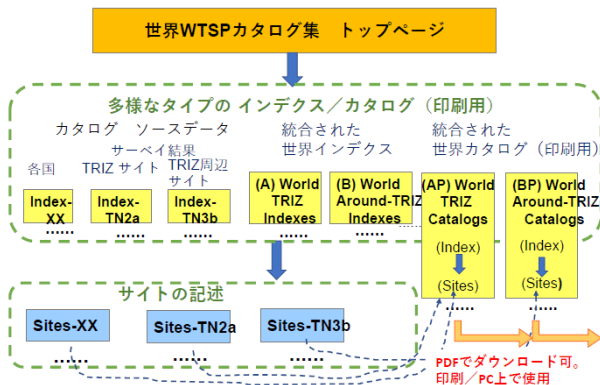 世界WTSPカタログ集　トップページ
多様なタイプの インデクス／カタログ（印刷用）
カタログ　ソースデータ
統合された
世界インデクス
統合された
世界カタログ（印刷用）
サーベイ結果
各国
TRIZ サイト
TRIZ周辺
サイト
Index-
XX
......
Index-
TN2a
......
Index-
TN3b
......
(A) World
TRIZ
Indexes
......
(B) World
Around-TRIZ
Indexes
......
(AP) World
TRIZ
Catalogs
(Index)
(Sites)
......
(BP) World
Around-TRIZ
Catalogs
(Index)
(Sites)
......
サイトの記述
Sites-XX
......
Sites-TN2a
......
Sites-TN3b
......
PDFでダウンロード可。
印刷／PC上で使用